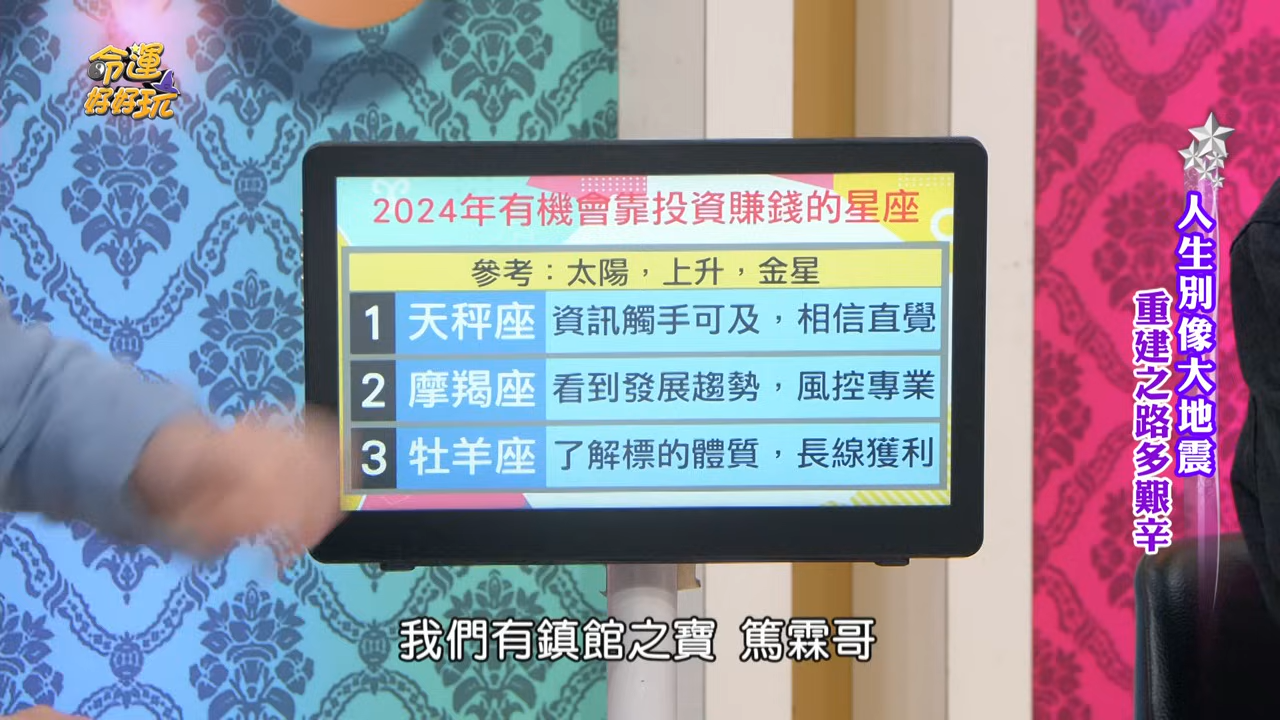 命運
好好玩
2024年有機會靠投資賺錢的星座
參考：太陽，上升，金星
1 天秤座 資訊觸手可及，相信直覺
2 摩羯座 看到發展趨勢，風控專業
3 牡羊座 了解標的體質，長線獲利
人生別像大地震
重建之路多艱辛
我們有鎮館之寶 篤霖哥